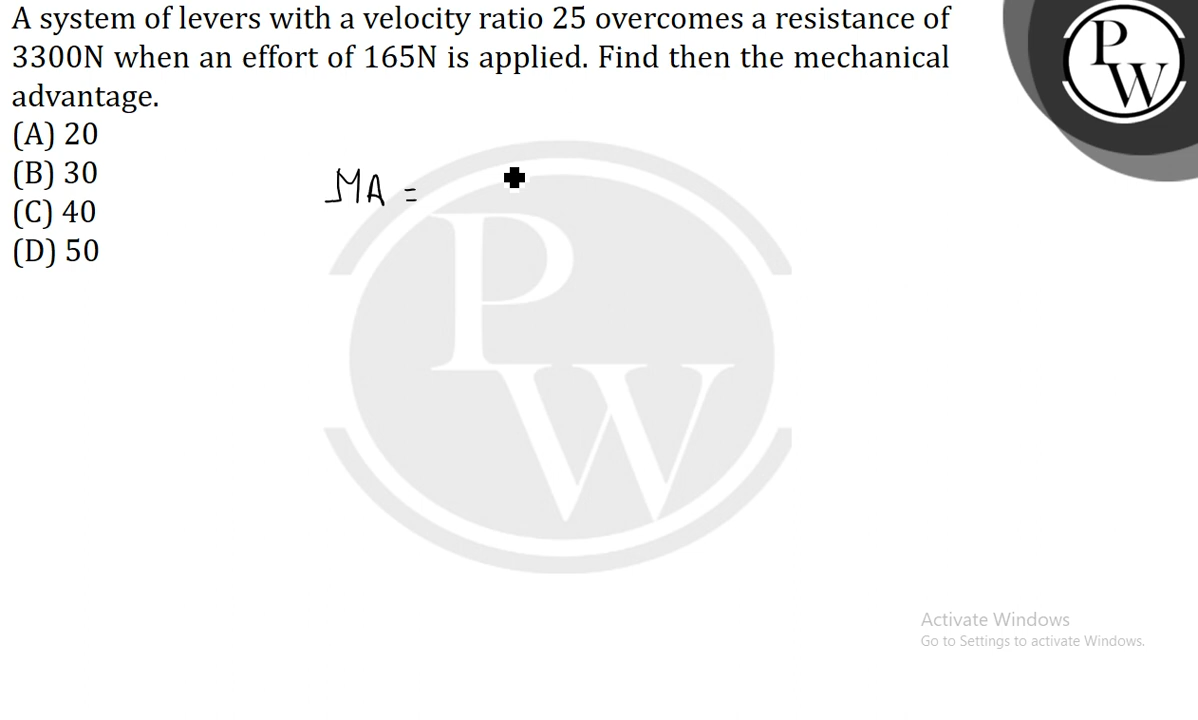 A system of levers with a velocity ratio 25 overcomes a resistance of
3300N when an effort of 165N is applied. Find then the mechanical
advantage.
(A) 20
(B) 30
(C) 40
(D) 50
MA =
P
W
P
W
Activate Windows
Go to Settings to activate Windows.